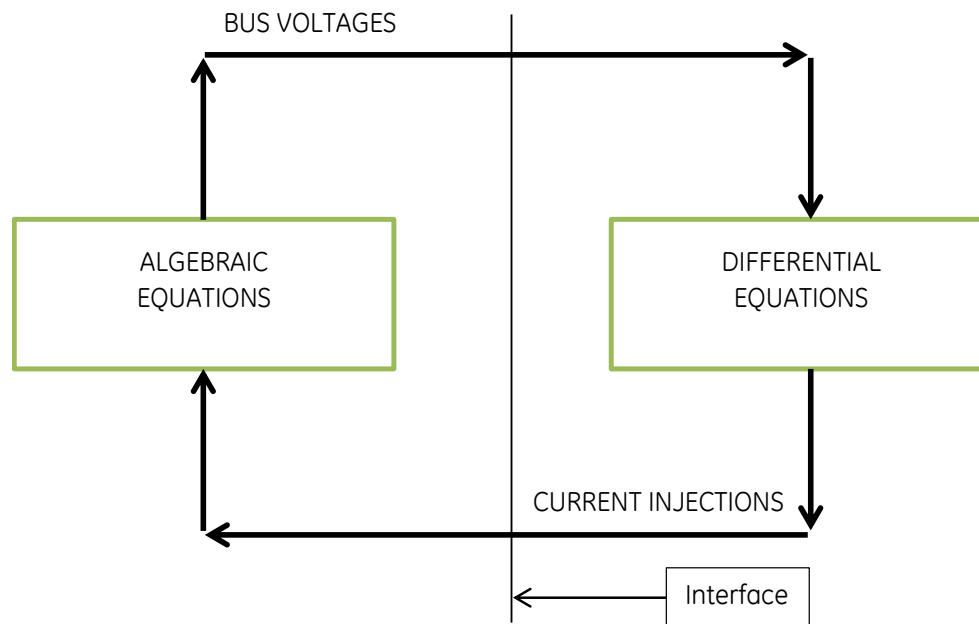 BUS VOLTAGES
ALGEBRAIC
EQUATIONS
DIFFERENTIAL
EQUATIONS
CURRENT INJECTIONS
Interface